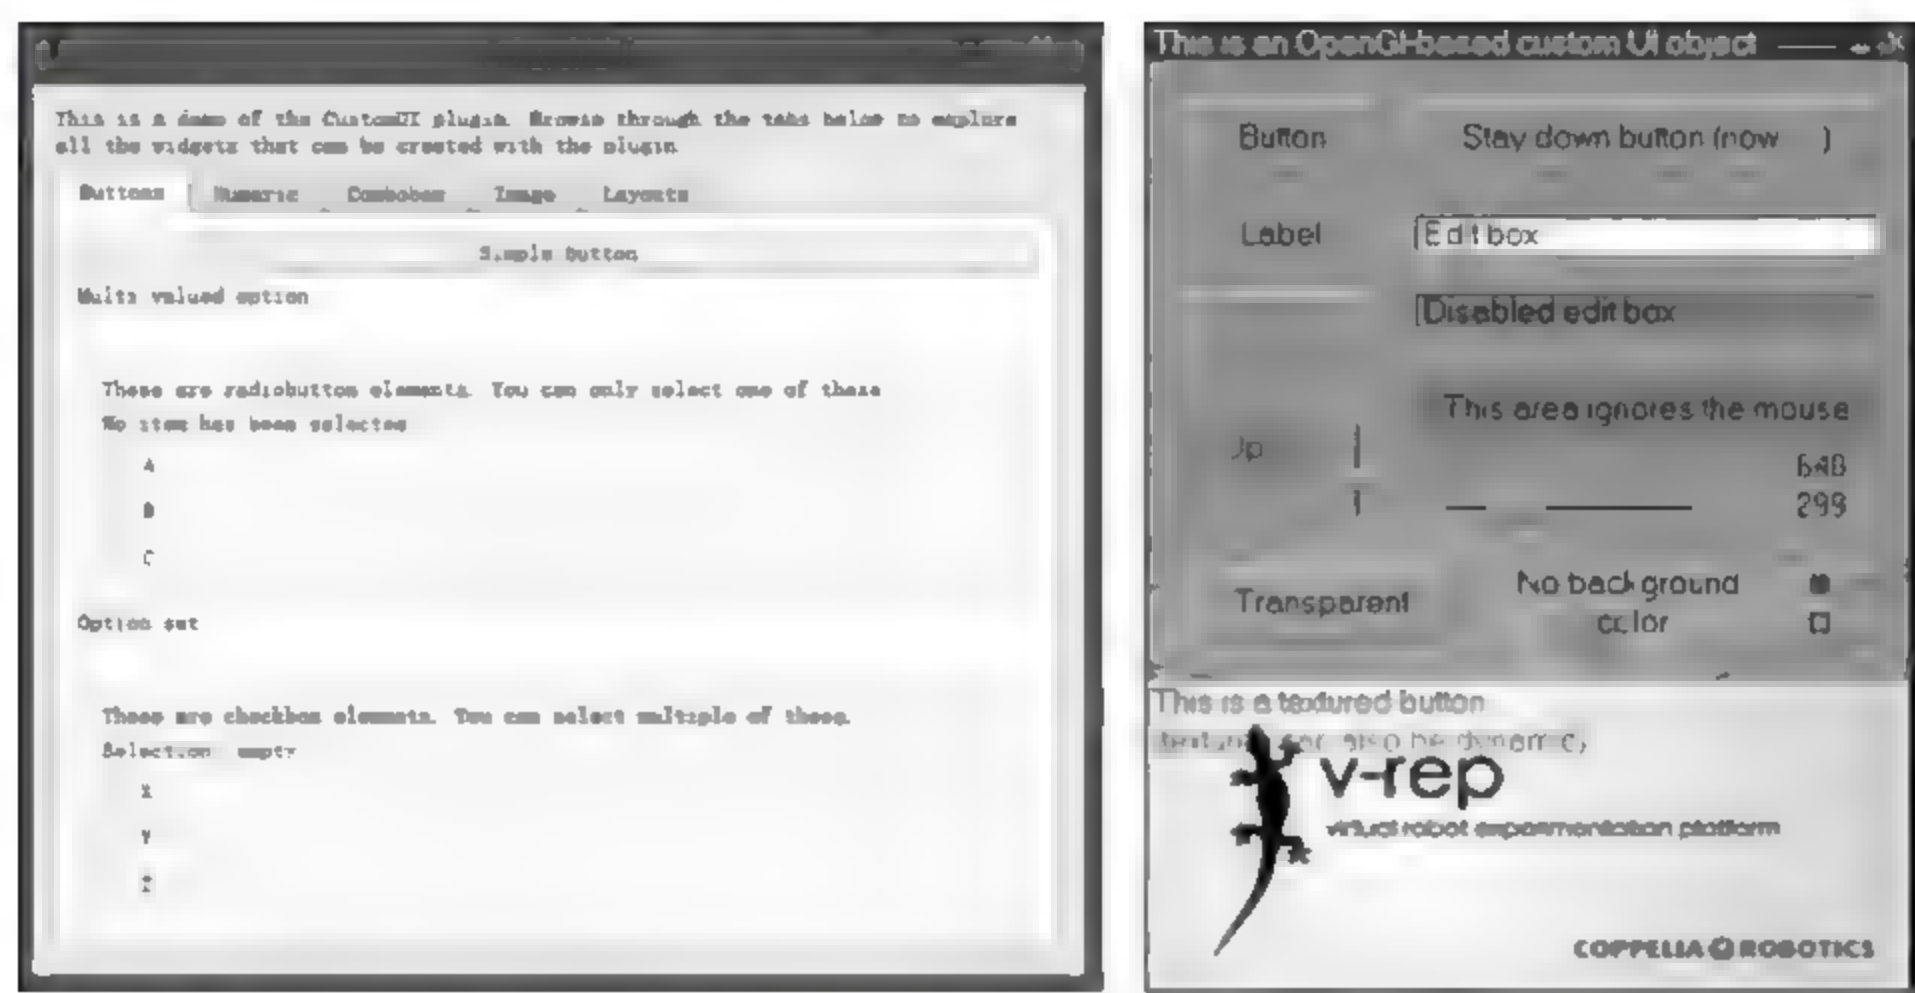 This is a demo of the CustomUI plugin. Browse through the tabs below to explore
all the widgets that can be created with the plugin
Buttons Numeric Combobox Image Layouts
Simple button
Multi valued option
These are radiobutton elements. You can only select one of these
No item has been selected
A
B
C
Option set
These are checkbox elements. You can select multiple of these.
Selection empty
X
Y
Z
This is an OpenGl-based custom UI object
Button Stay down button (now )
Label Edit box
Disabled edit box
This area ignores the mouse
Up
640
299
Transparent No background
color
This is a textured button
also be dynamic)
v-rep
virtual robot experimentation platform
COPPELIA ROBOTICS